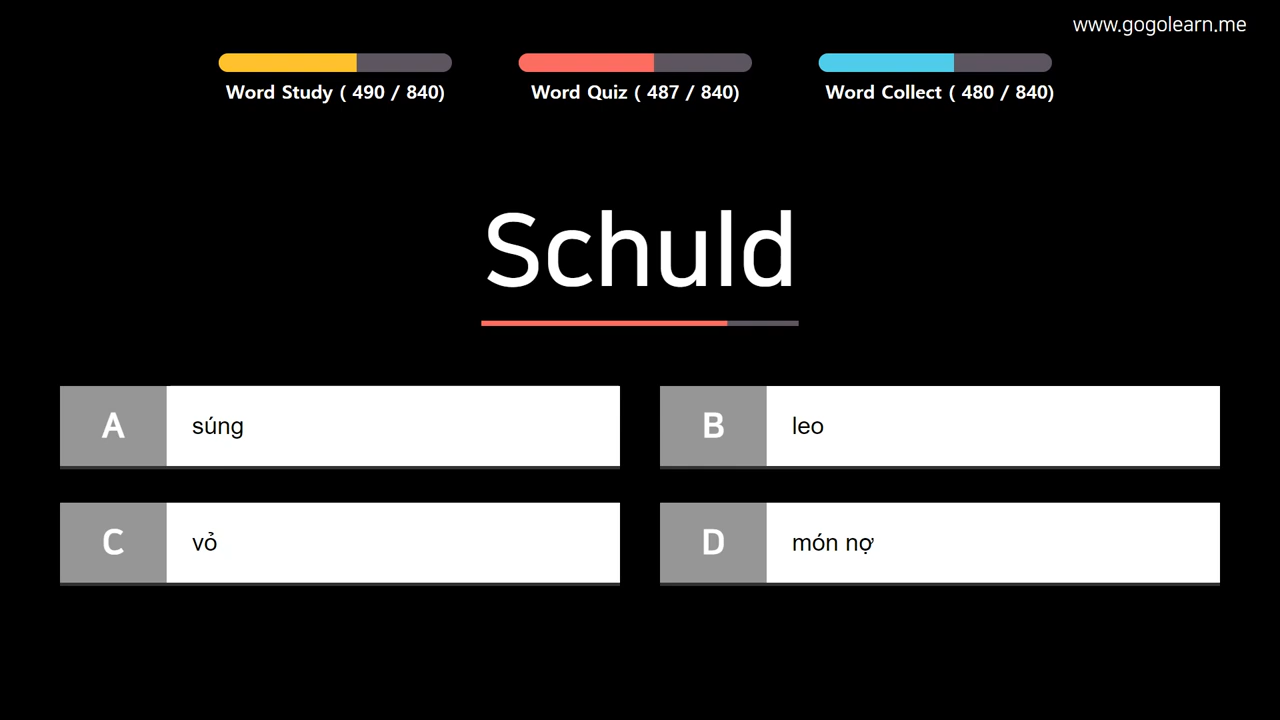 www.gogolearn.me
Word Study ( 490 / 840)
Word Quiz ( 487 / 840)
Word Collect ( 480 / 840)
Schuld
A
súng
B
leo
C
vỏ
D
món nợ